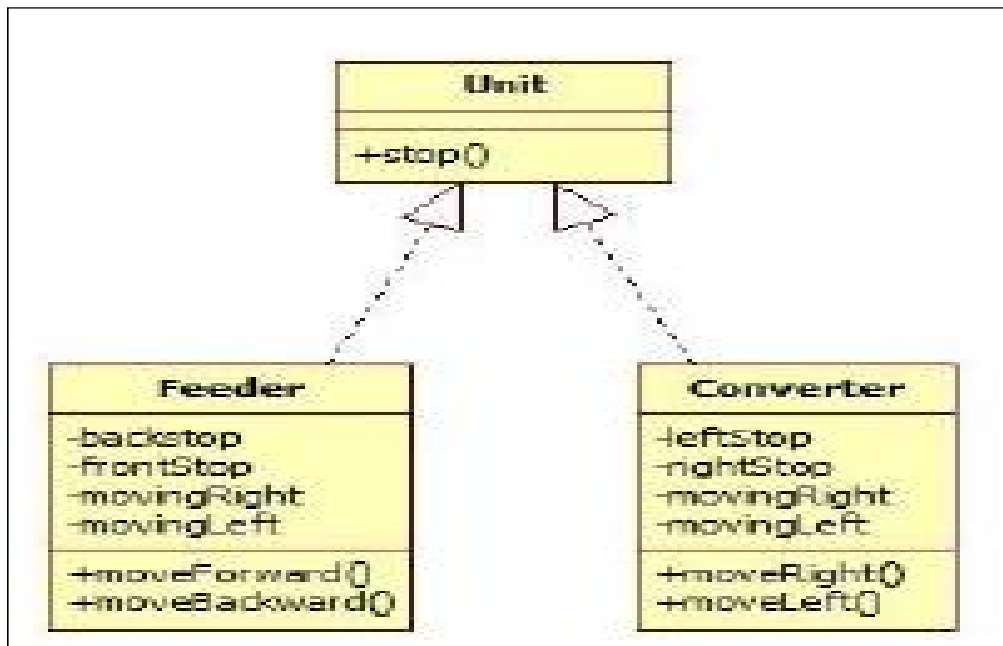 Unit
+stop()
Feeder
-backstop
-frontStop
-movingRight
-movingLeft
+moveForward()
+moveBackward()
Converter
-leftStop
-rightStop
-movingRight
-movingLeft
+moveRight()
+moveLeft()